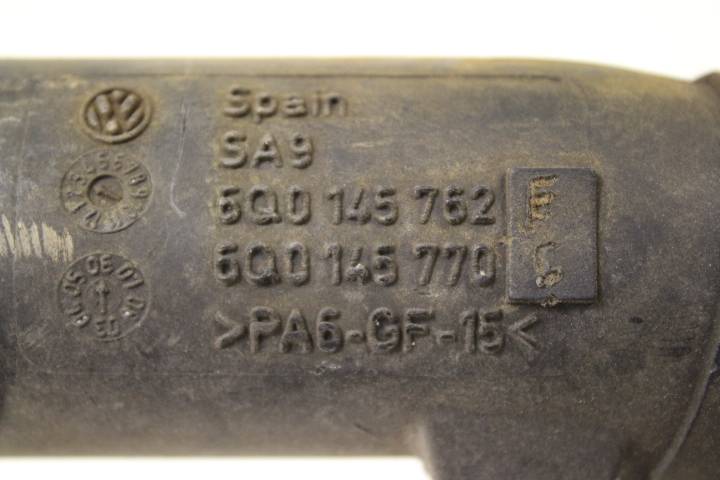 Spain
SA9
6Q0 145 762 E
6Q0 145 770 G
>PA6-GF-15<